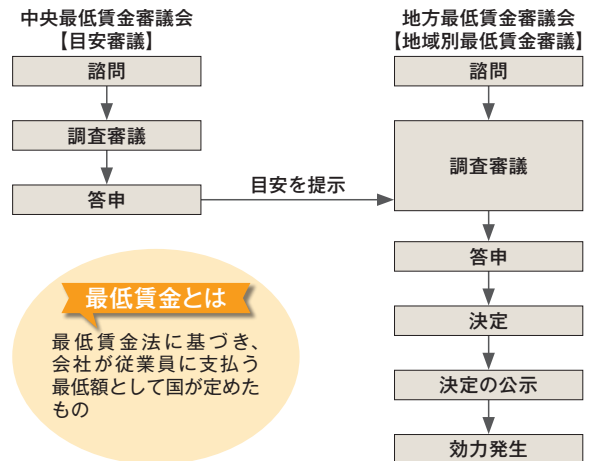 中央最低賃金審議会
【目安審議】
諮問
調査審議
答申
目安を提示
地方最低賃金審議会
【地域別最低賃金審議】
諮問
調査審議
答申
決定
決定の公示
効力発生
最低賃金とは
最低賃金法に基づき、
会社が従業員に支払う
最低額として国が定めた
もの